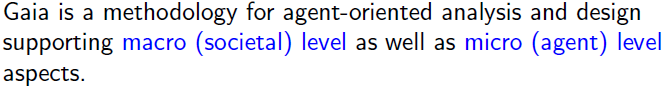 Gaia is a methodology for agent-oriented analysis and design
supporting macro (societal) level as well as micro (agent) level
aspects.